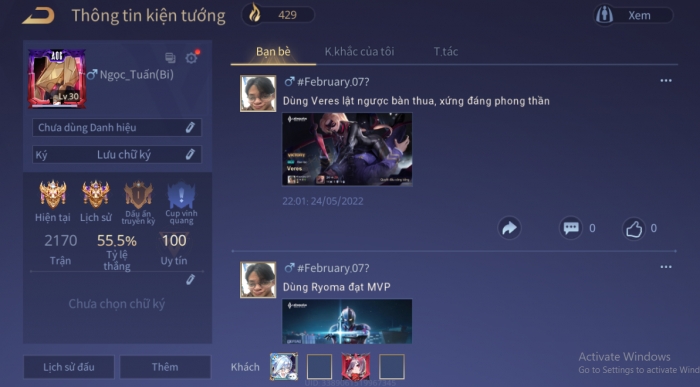 Thông tin kiện tướng
429
Xem
Bạn bè
K.khắc của tôi
T.tác
AOG
Lv.30
Ngọc_Tuấn(Bi)
Chưa dùng Danh hiệu
Ký
Lưu chữ ký
Hiện tại
Lịch sử
Dấu ấn truyền kỳ
Cup vinh quang
2170
55.5%
100
Trận
Tỷ lệ thắng
Uy tín
Chưa chọn chữ ký
Lịch sử đấu
Thêm
#February.07?
Dùng Veres lật ngược bàn thua, xứng đáng phong thần
Veres
22:01: 24/05/2022
0
0
#February.07?
Dùng Ryoma đạt MVP
Khách
Activate Windows
Go to Settings to activate Wind